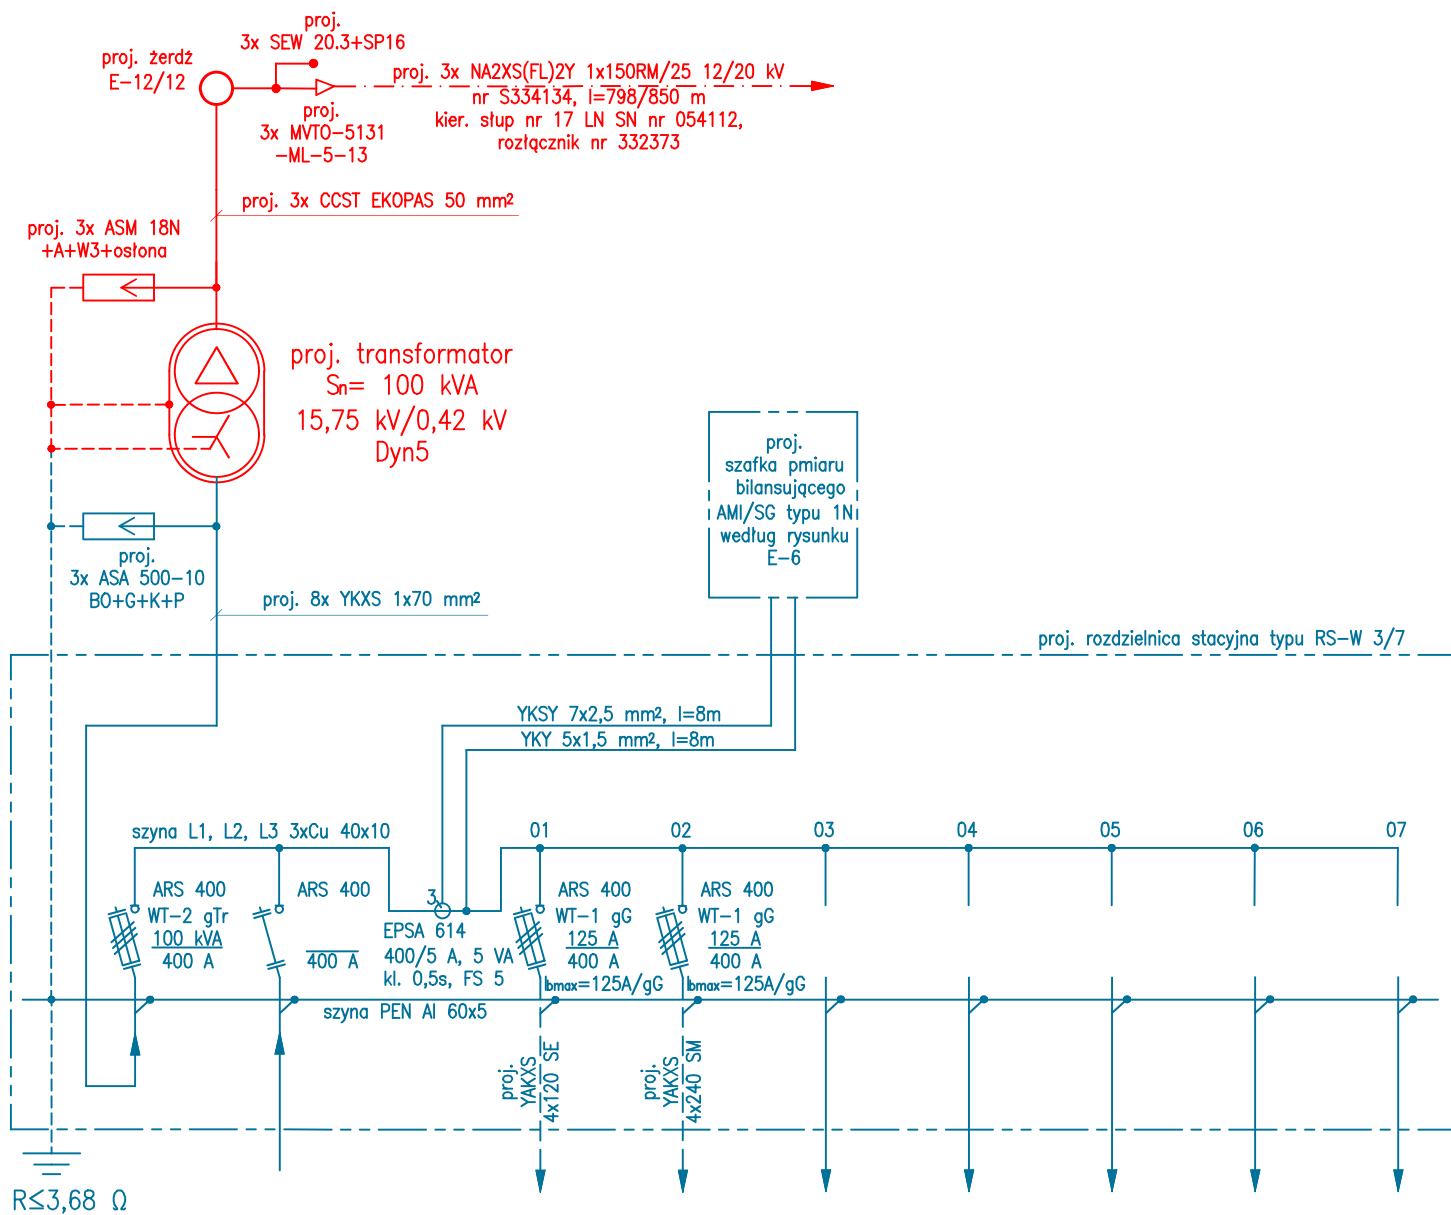 proj.
3x SEW 20.3+SP16
proj. żerdź
E-12/12
proj. 3x NA2XS(FL)2Y 1x150RM/25 12/20 kV
nr S334134, l=798/850 m
kier. słup nr 17 LN SN nr 054112,
rozłącznik nr 332373
proj.
3x MVTO-5131
-ML-5-13
proj. 3x CCST EKOPAS 50 mm²
proj. 3x ASM 18N
+A+W3+osłona
proj. transformator
Sn= 100 kVA
15,75 kV/0,42 kV
Dyn5
proj.
szafka pmiaru
bilansującego
AMI/SG typu 1N
według rysunku
E-6
proj.
3x ASA 500-10
BO+G+K+P
proj. 8x YKXS 1x70 mm²
proj. rozdzielnica stacyjna typu RS-W 3/7
YKSY 7x2,5 mm², l=8m
YKY 5x1,5 mm², l=8m
szyna L1, L2, L3 3xCu 40x10
01
02
03
04
05
06
07
ARS 400
WT-2 gTr
100 kVA
400 A
ARS 400
400 A
3
EPSA 614
400/5 A, 5 VA
kl. 0,5s, FS 5
ARS 400
WT-1 gG
125 A
400 A
Ibmax=125A/gG
ARS 400
WT-1 gG
125 A
400 A
Ibmax=125A/gG
szyna PEN Al 60x5
proj.
YAKXS
4x120 SE
proj.
YAKXS
4x240 SM
R≤3,68 Ω